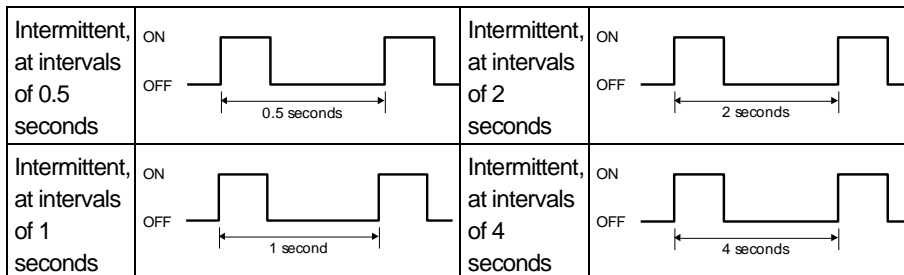 Intermittent,
at intervals
of 0.5
seconds
ON
OFF
0.5 seconds
Intermittent,
at intervals
of 2
seconds
ON
OFF
2 seconds
Intermittent,
at intervals
of 1
seconds
ON
OFF
1 second
Intermittent,
at intervals
of 4
seconds
ON
OFF
4 seconds